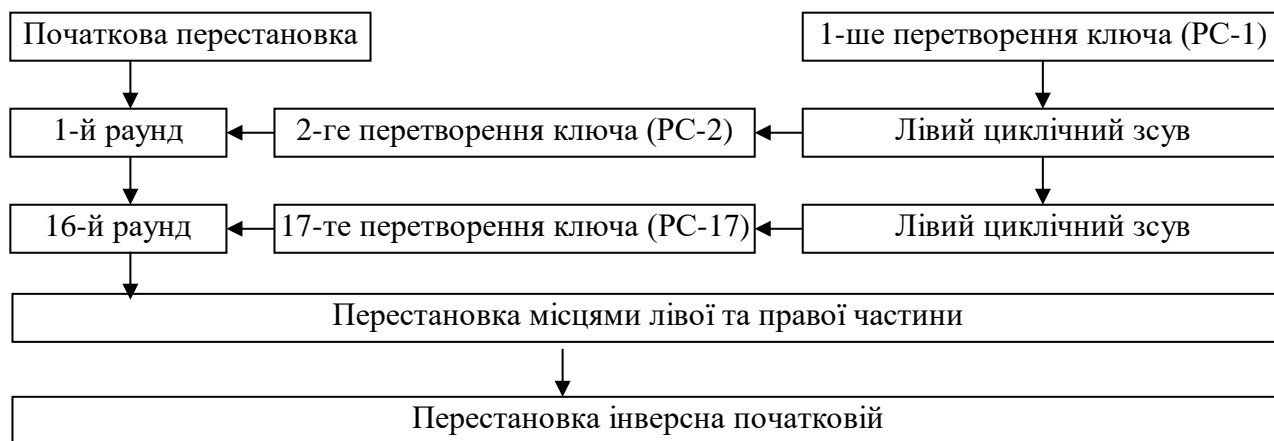 Початкова перестановка
1-ше перетворення ключа (PC-1)
1-й раунд
2-ге перетворення ключа (PC-2)
Лівий циклічний зсув
16-й раунд
17-те перетворення ключа (PC-17)
Лівий циклічний зсув
Перестановка місцями лівої та правої частини
Перестановка інверсна початковій